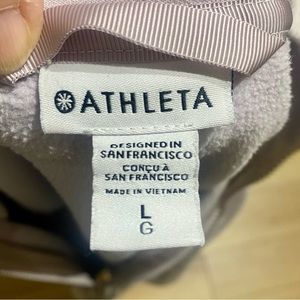 ATHLETA
DESIGNED IN
SAN FRANCISCO
CONÇU À
SAN FRANCISCO
MADE IN VIETNAM
L
G